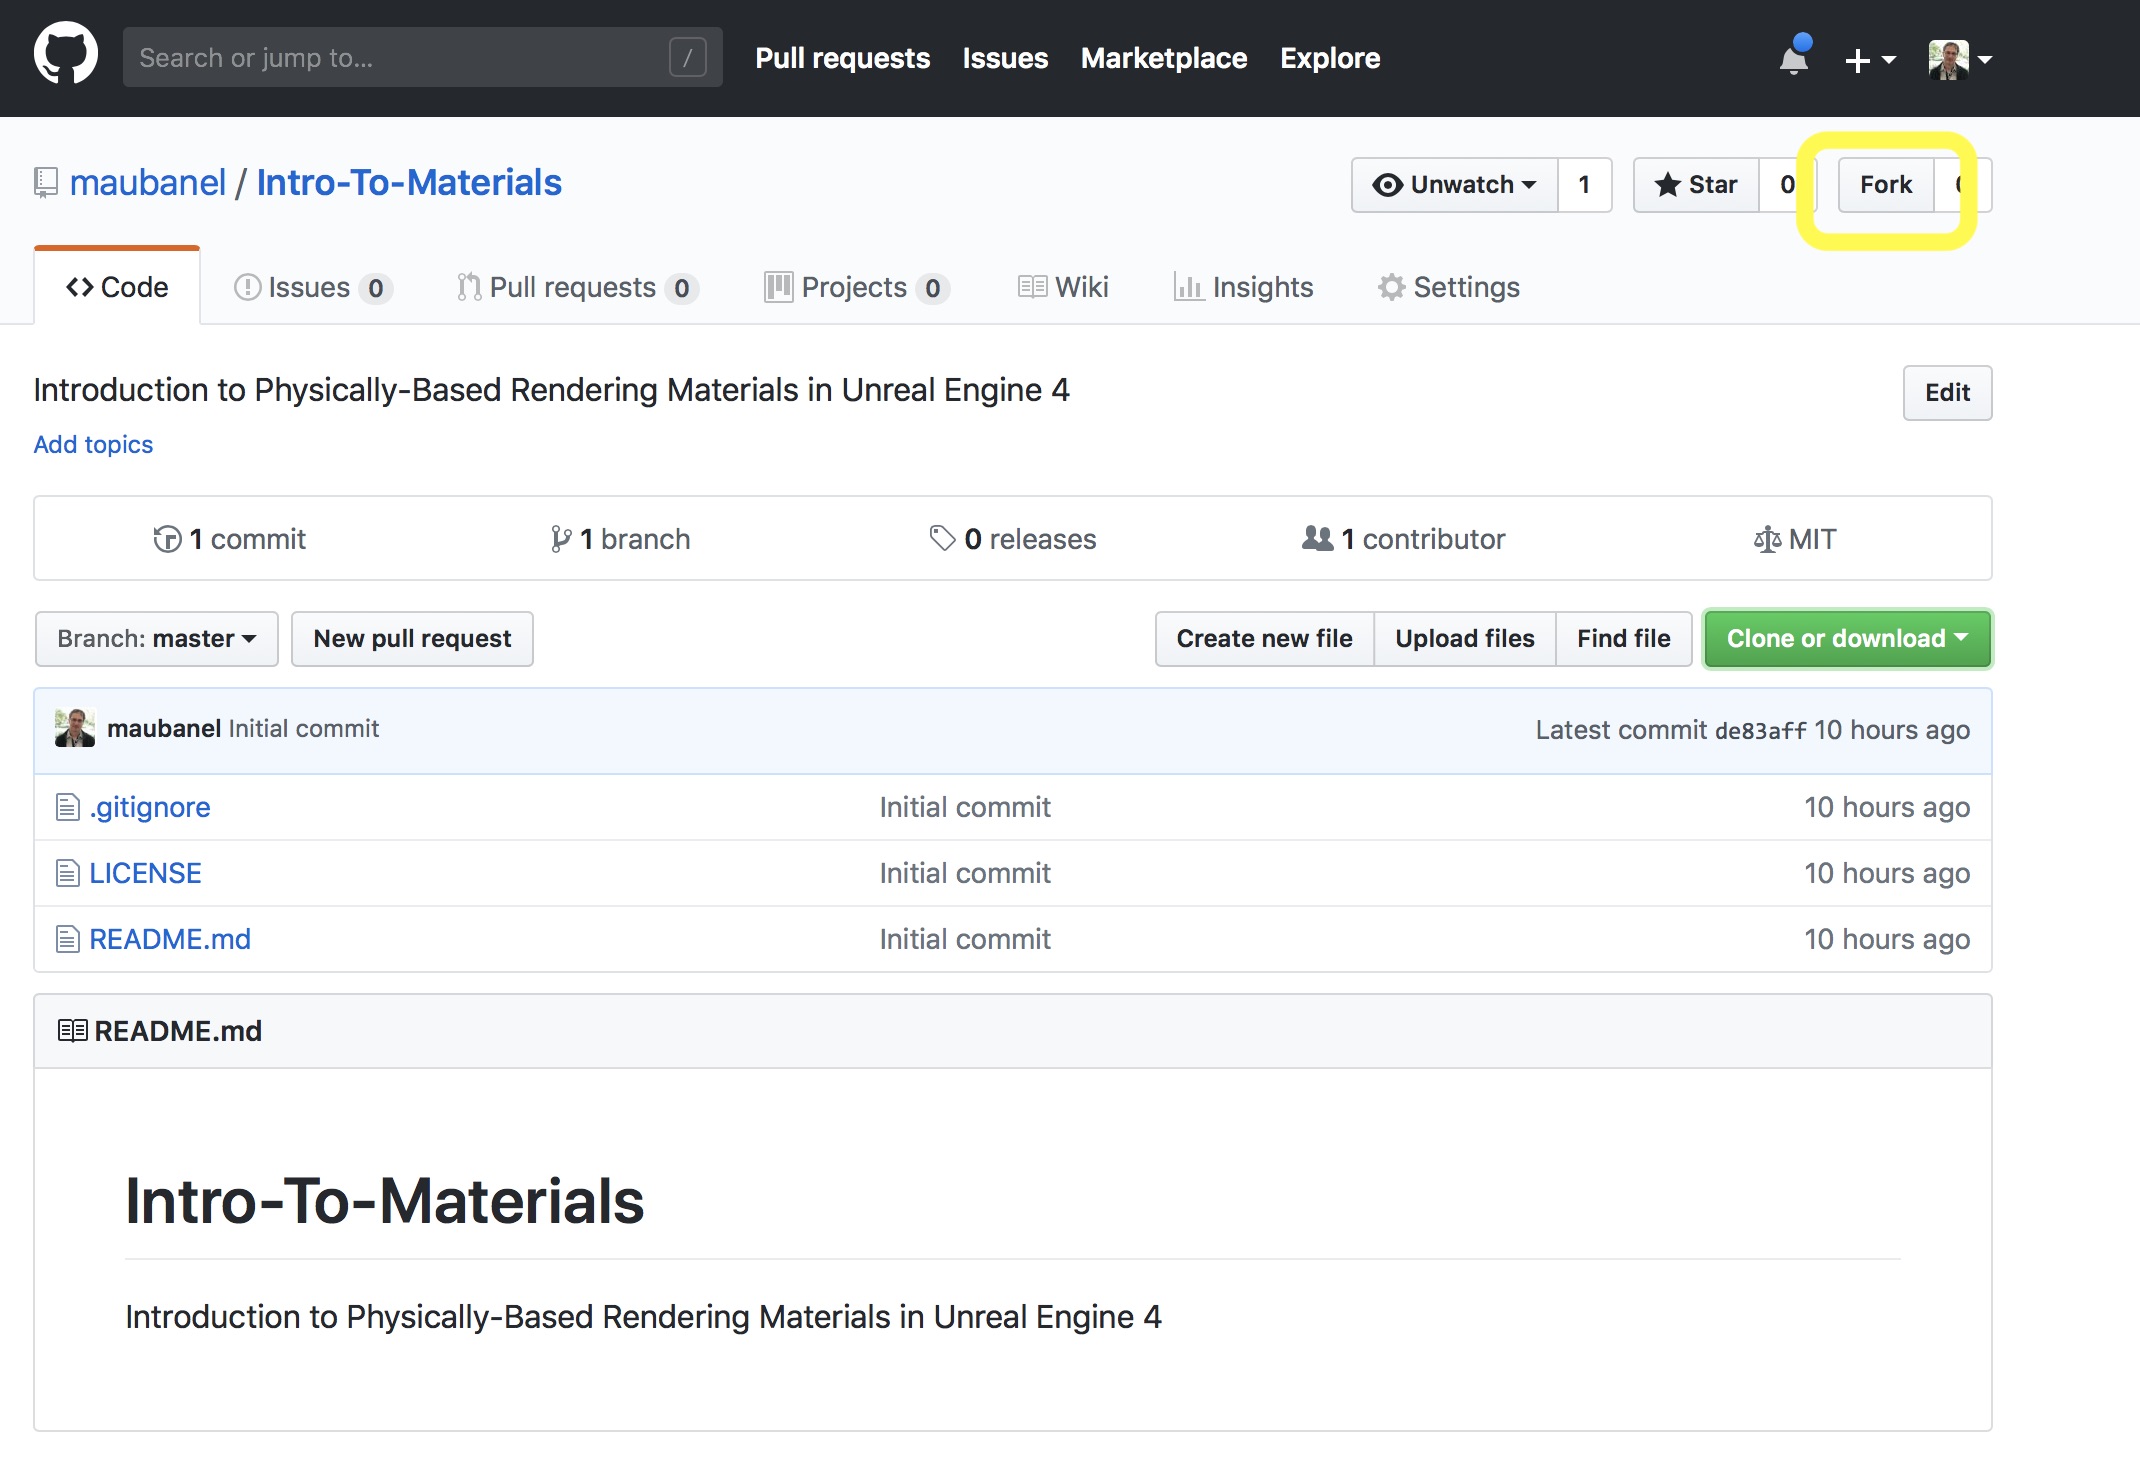 Search or jump to... / Pull requests Issues Marketplace Explore
maubanel / Intro-To-Materials Unwatch 1 Star 0 Fork
Code Issues 0 Pull requests 0 Projects 0 Wiki Insights Settings
Introduction to Physically-Based Rendering Materials in Unreal Engine 4 Edit
Add topics
1 commit 1 branch 0 releases 1 contributor MIT
Branch: master New pull request Create new file Upload files Find file Clone or download
maubanel Initial commit Latest commit de83aff 10 hours ago
.gitignore Initial commit 10 hours ago
LICENSE Initial commit 10 hours ago
README.md Initial commit 10 hours ago
README.md
Intro-To-Materials
Introduction to Physically-Based Rendering Materials in Unreal Engine 4